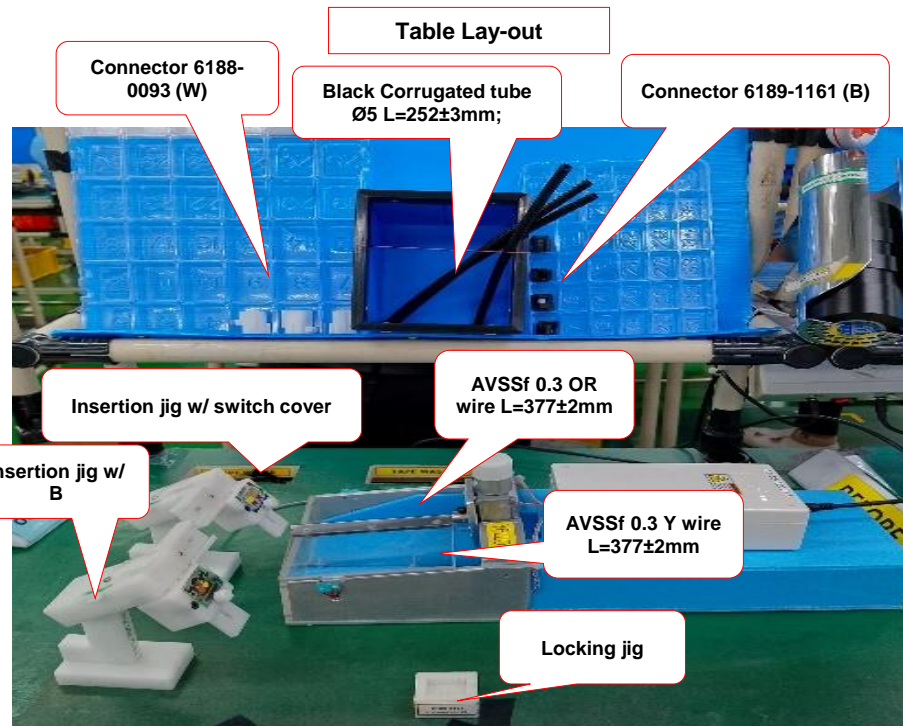 Table Lay-out
Connector 6188-
0093 (W)
Black Corrugated tube
Ø5 L=252±3mm;
Connector 6189-1161 (B)
Insertion jig w/ switch cover
AVSSf 0.3 OR
wire L=377±2mm
nsertion jig w/
B
AVSSf 0.3 Y wire
L=377±2mm
Locking jig